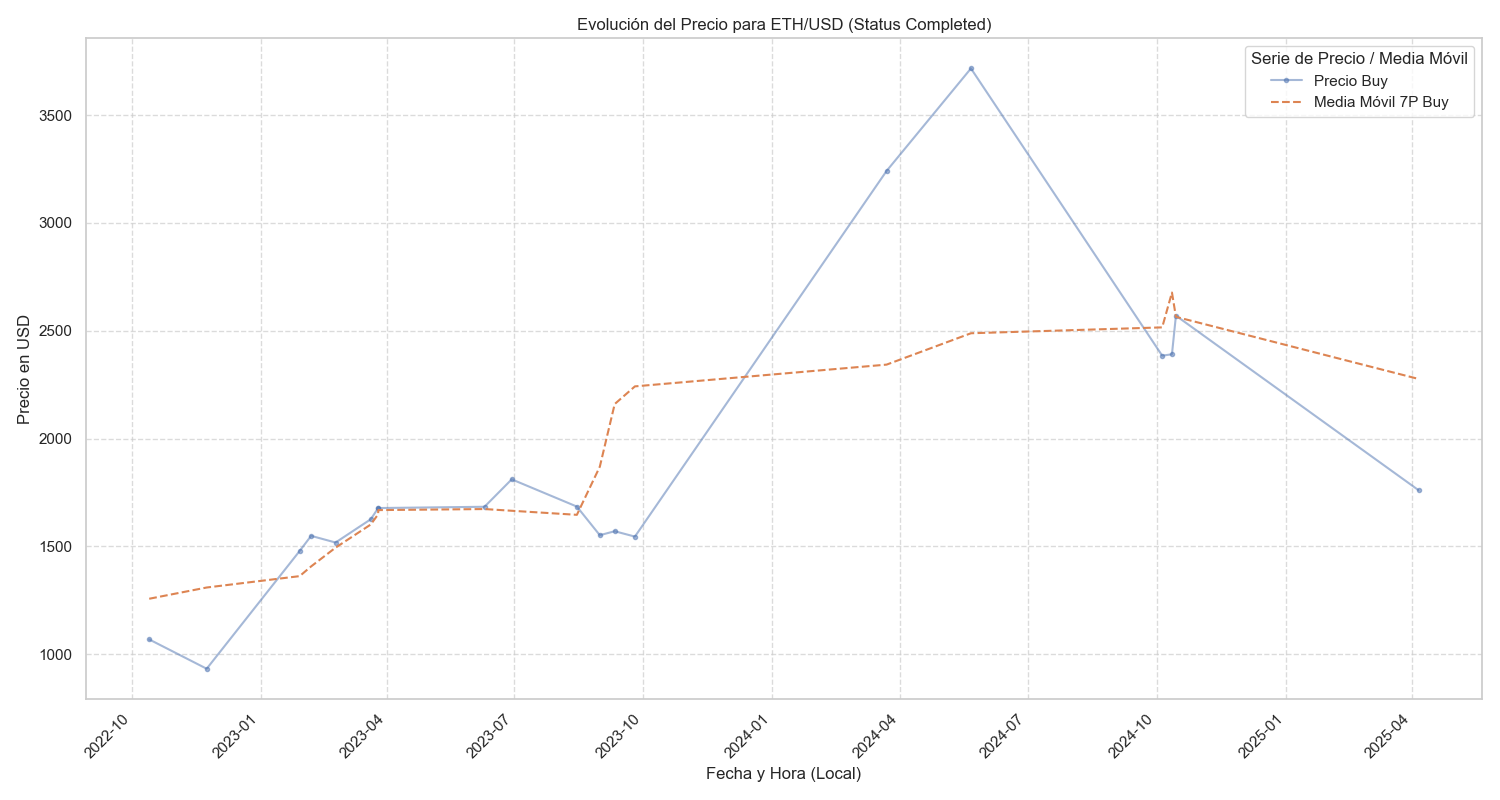 Evolución del Precio para ETH/USD (Status Completed)
Serie de Precio / Media Móvil
Precio Buy
Media Móvil 7P Buy
Precio en USD
3500
3000
2500
2000
1500
1000
2022-10
2023-01
2023-04
2023-07
2023-10
2024-01
2024-04
2024-07
2024-10
2025-01
2025-04
Fecha y Hora (Local)